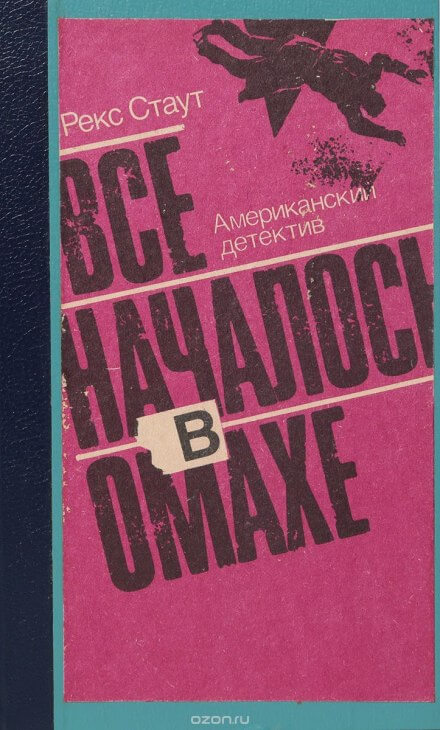 Рекс Стаут
ВСЕ
Американский
детектив
НАЧАЛОСЬ
В
ОМАХЕ
ozon.ru